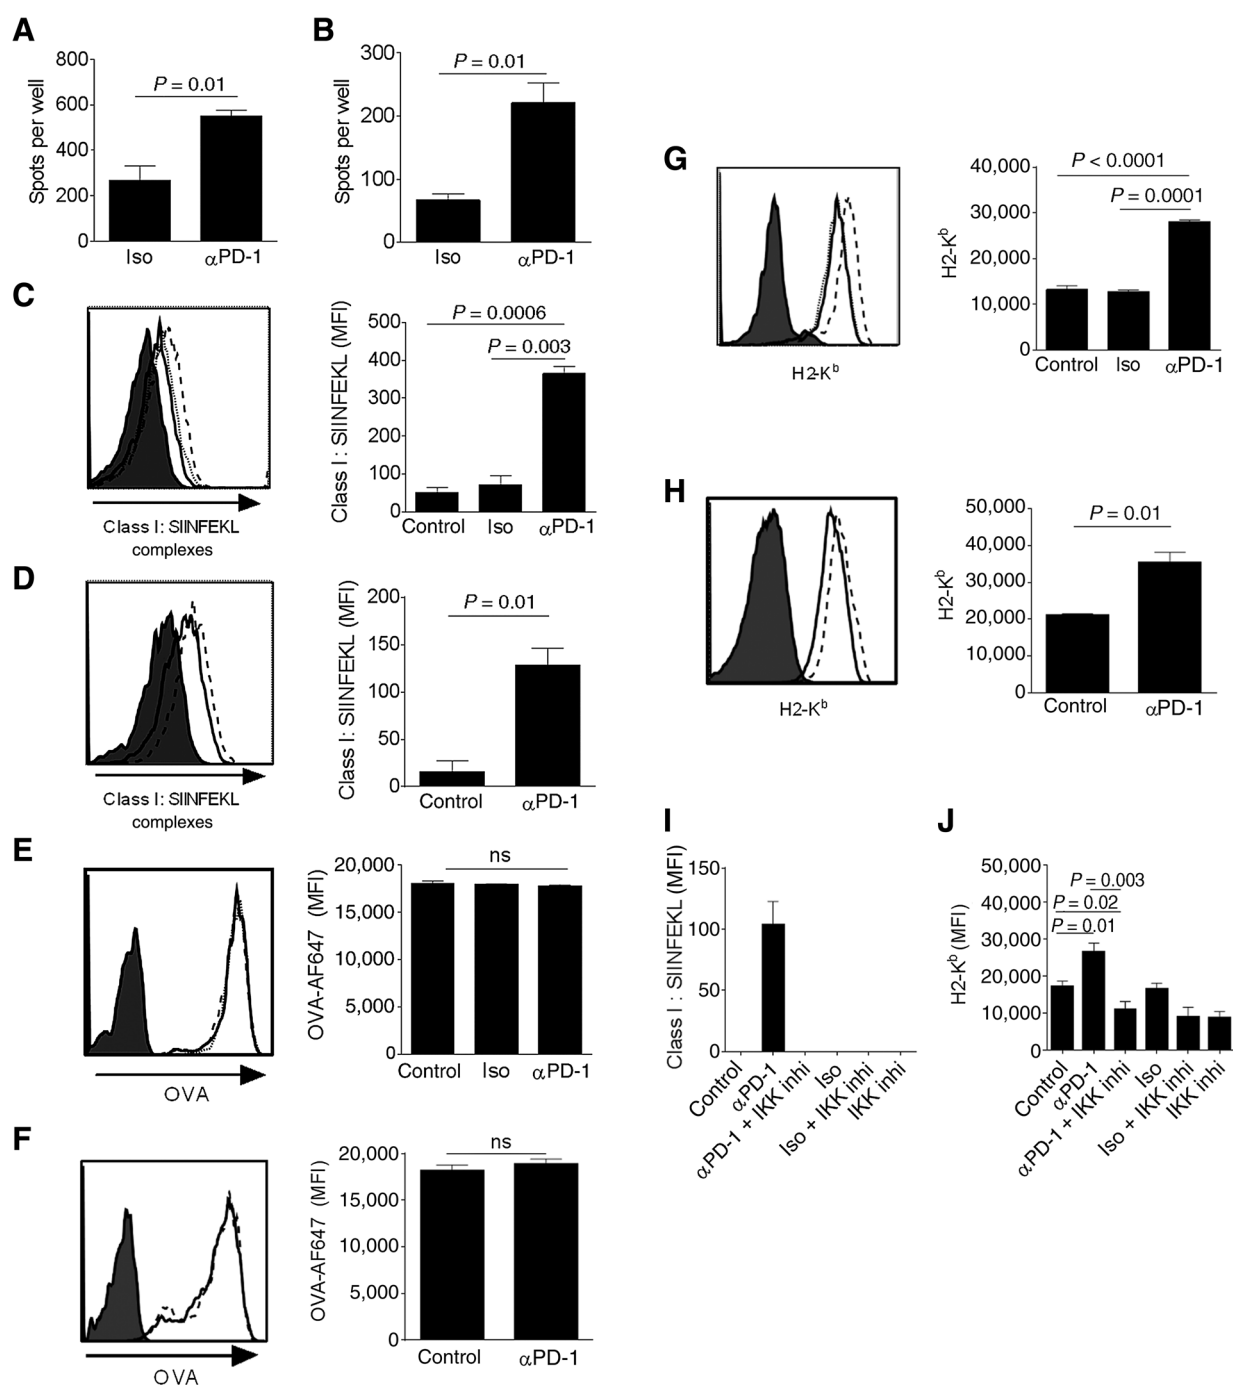 A
Spots per well
800
600
400
200
0
P = 0.01
Iso
αPD-1
B
Spots per well
300
200
100
0
P = 0.01
Iso
αPD-1
C
Class I: SIINFEKL
complexes
Class I : SIINFEKL (MFI)
500
400
300
200
100
0
P = 0.0006
P = 0.003
Control
Iso
αPD-1
D
Class I: SIINFEKL
complexes
Class I: SIINFEKL (MFI)
200
150
100
50
0
P = 0.01
Control
αPD-1
E
OVA
OVA-AF647 (MFI)
20,000
15,000
10,000
5,000
0
ns
Control
Iso
αPD-1
F
OVA
OVA-AF647 (MFI)
20,000
15,000
10,000
5,000
0
ns
Control
αPD-1
G
H2-Kᵇ
H2-Kᵇ
40,000
30,000
20,000
10,000
0
P < 0.0001
P = 0.0001
Control
Iso
αPD-1
H
H2-Kᵇ
H2-Kᵇ
50,000
40,000
30,000
20,000
10,000
0
P = 0.01
Control
αPD-1
I
Class I : SIINFEKL (MFI)
150
100
50
0
Control
αPD-1
αPD-1 + IKK inhi
Iso
Iso + IKK inhi
IKK inhi
J
H2-Kᵇ (MFI)
50,000
40,000
30,000
20,000
10,000
0
P = 0.003
P = 0.02
P = 0.01
Control
αPD-1
αPD-1 + IKK inhi
Iso
Iso + IKK inhi
IKK inhi